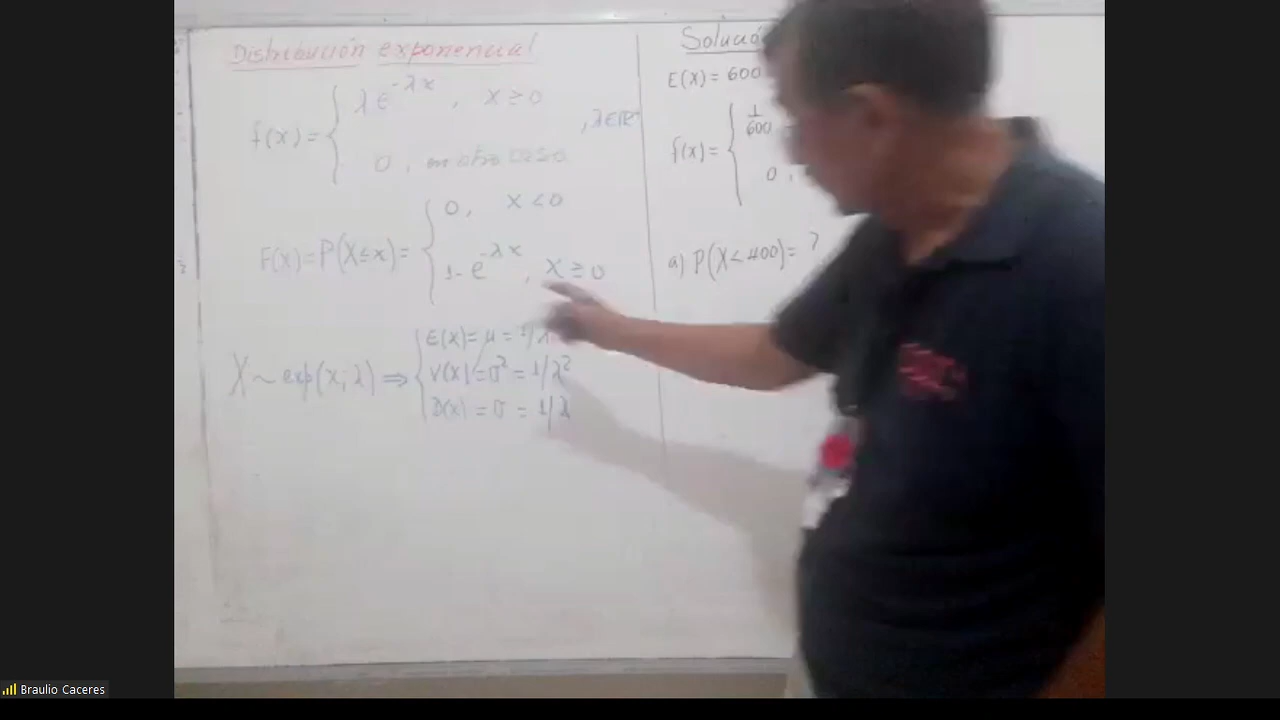 Distribución exponencial
f(x) = { λ e^{-λx} , x ≥ 0
0 , en otro caso
, λ ∈ ℝ⁺
F(x) = P(X ≤ x) = { 0, x < 0
1 - e^{-λx} , x ≥ 0
X ~ exp(x; λ) ⇒ { E(x) = μ = 1/λ
V(x) = σ² = 1/λ²
D(x) = σ = 1/λ
E(X) = 600
f(x) = { 1/600
0 ,
a) P(X < 400) = ?
Braulio Caceres